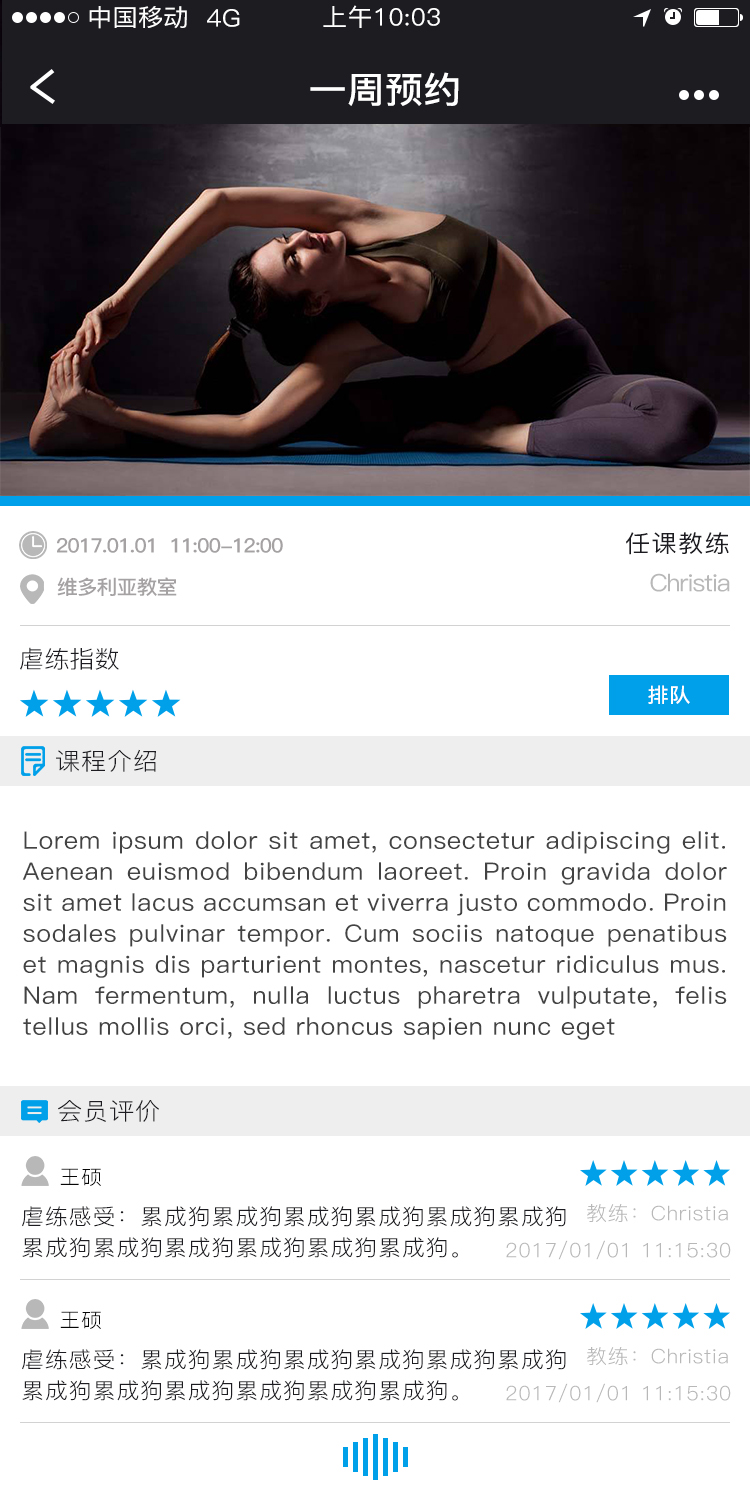 中国移动 4G 上午10:03
一周预约
2017.01.01 11:00-12:00
任课教练
维多利亚教室
Christia
虐练指数
排队
课程介绍
Lorem ipsum dolor sit amet, consectetur adipiscing elit.
Aenean euismod bibendum laoreet. Proin gravida dolor
sit amet lacus accumsan et viverra justo commodo. Proin
sodales pulvinar tempor. Cum sociis natoque penatibus
et magnis dis parturient montes, nascetur ridiculus mus.
Nam fermentum, nulla luctus pharetra vulputate, felis
tellus mollis orci, sed rhoncus sapien nunc eget
会员评价
王硕
虐练感受：累成狗累成狗累成狗累成狗累成狗累成狗
教练：Christia
累成狗累成狗累成狗累成狗累成狗累成狗。
2017/01/01 11:15:30
王硕
虐练感受：累成狗累成狗累成狗累成狗累成狗累成狗
教练：Christia
累成狗累成狗累成狗累成狗累成狗累成狗。
2017/01/01 11:15:30